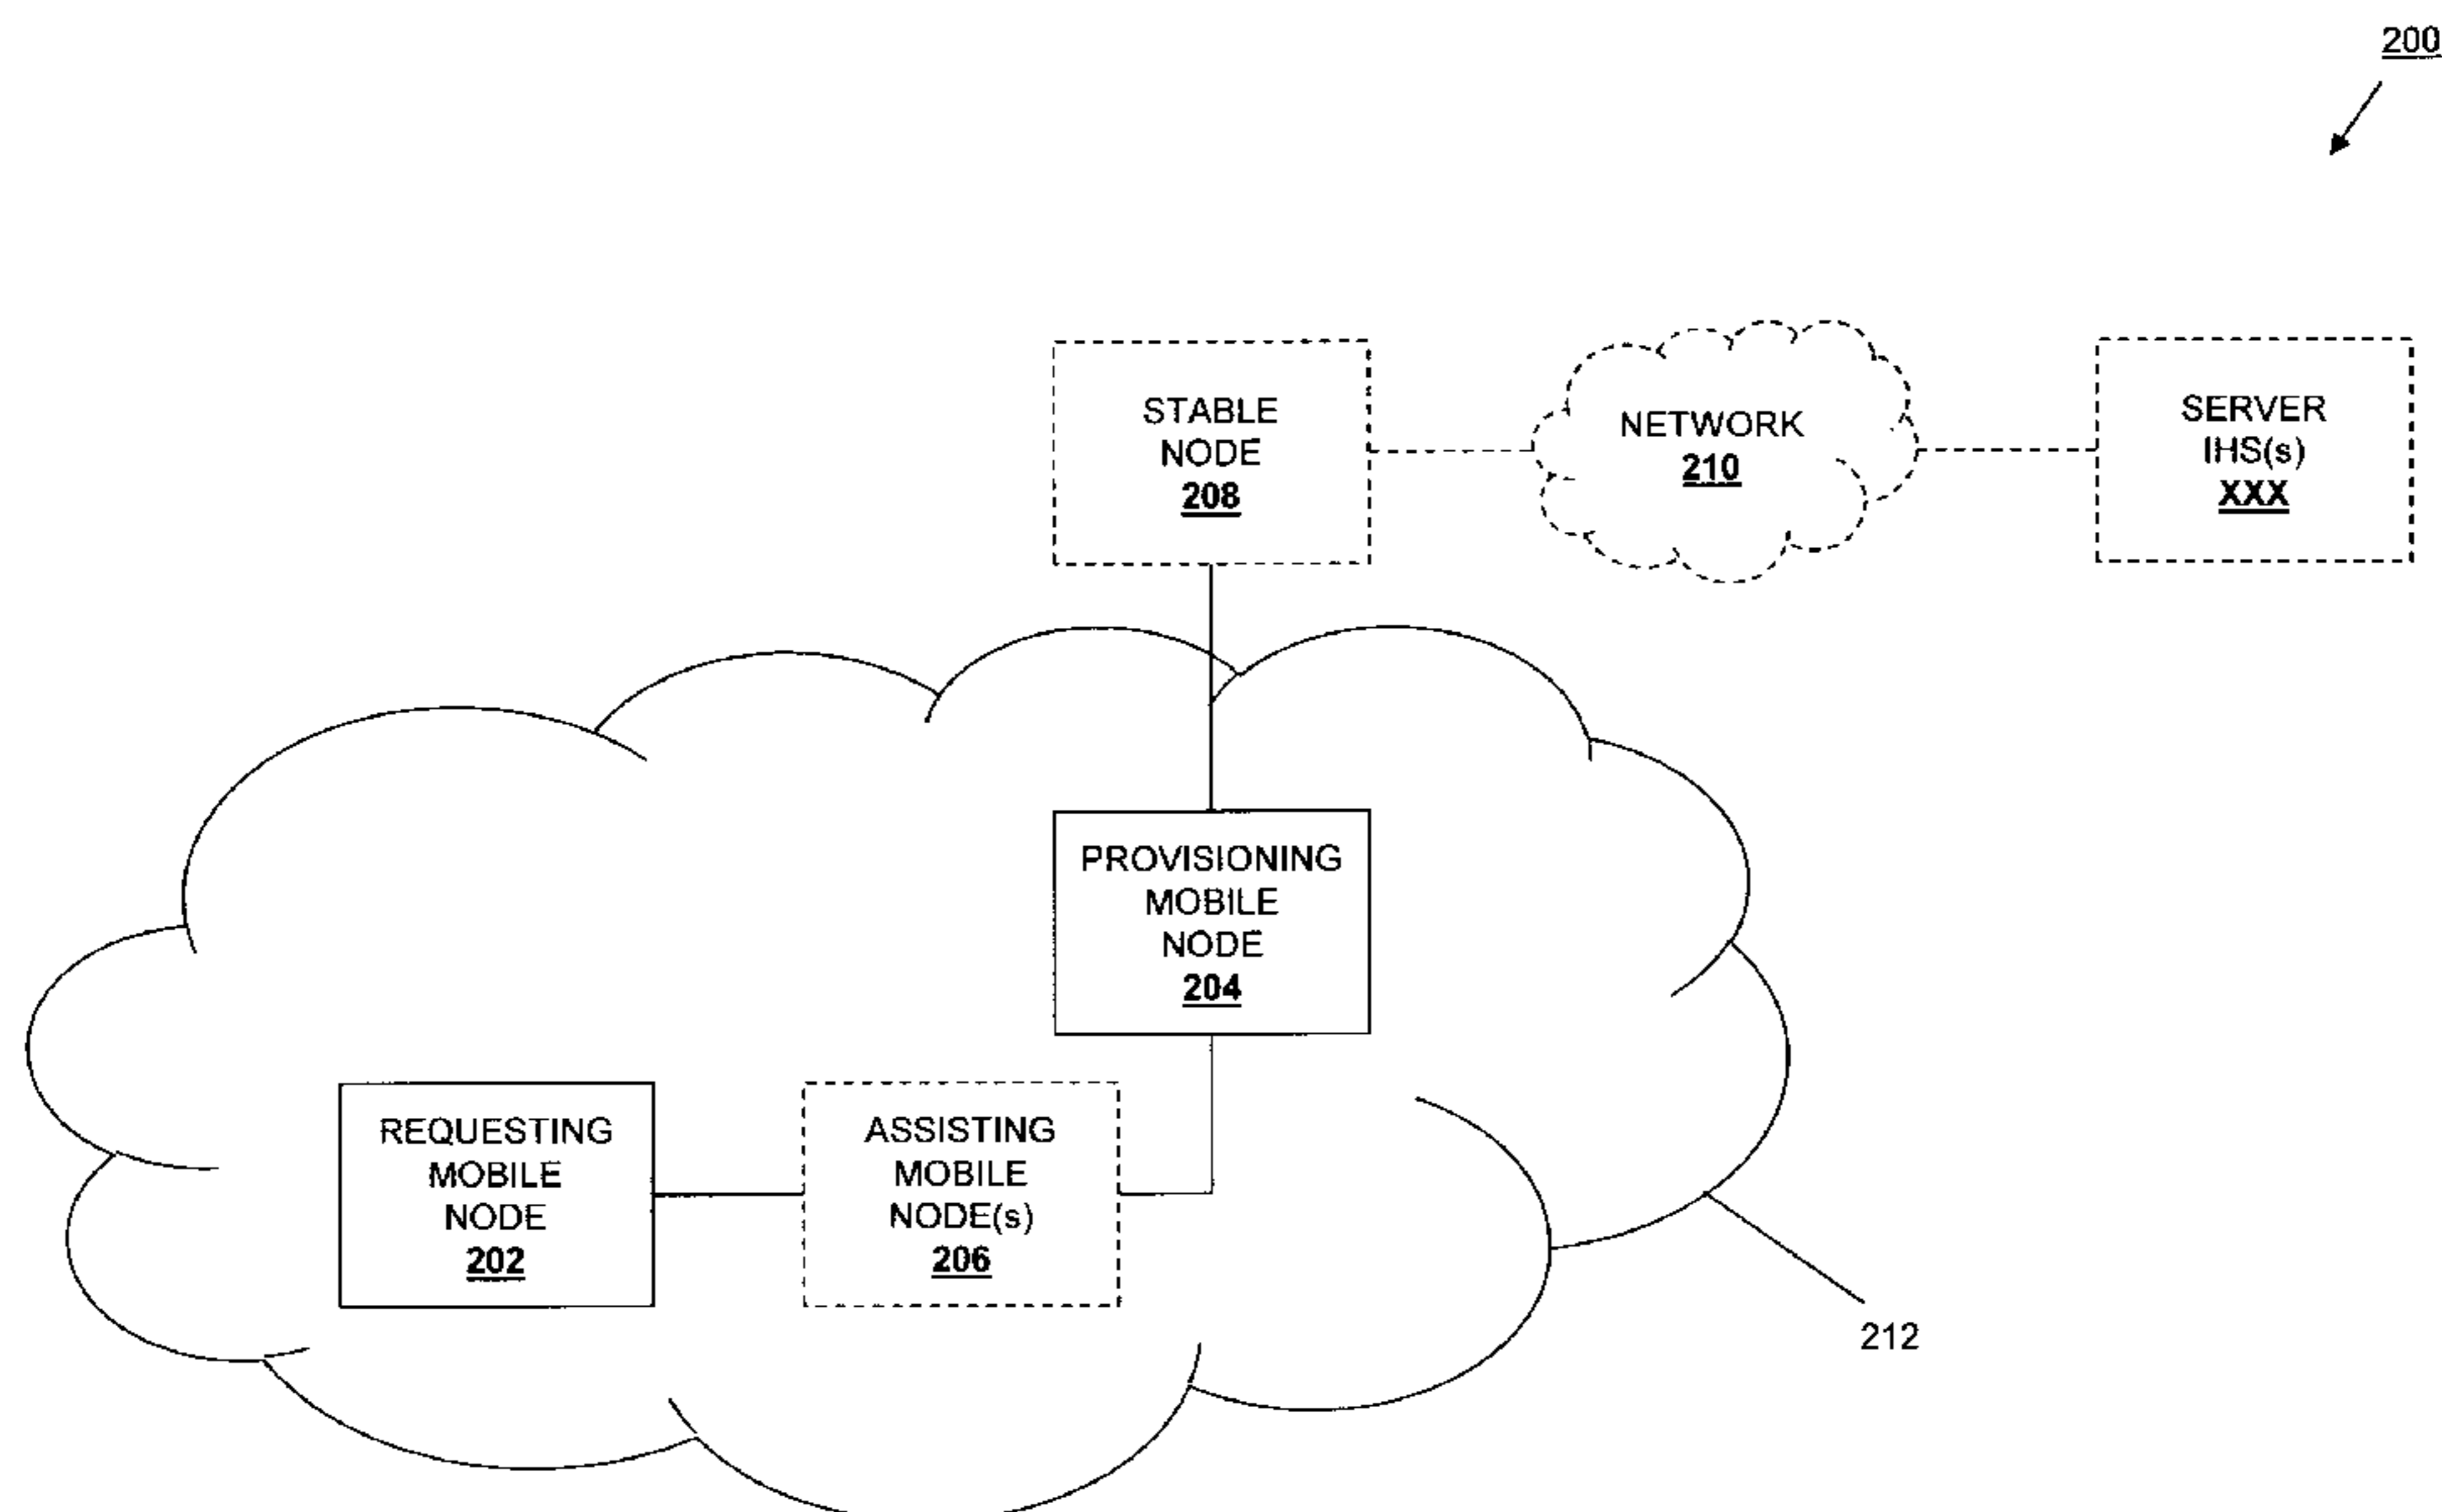 200
STABLE
NODE
208
NETWORK
210
SERVER
IHS(s)
XXX
PROVISIONING
MOBILE
NODE
204
REQUESTING
MOBILE
NODE
202
ASSISTING
MOBILE
NODE(s)
206
212